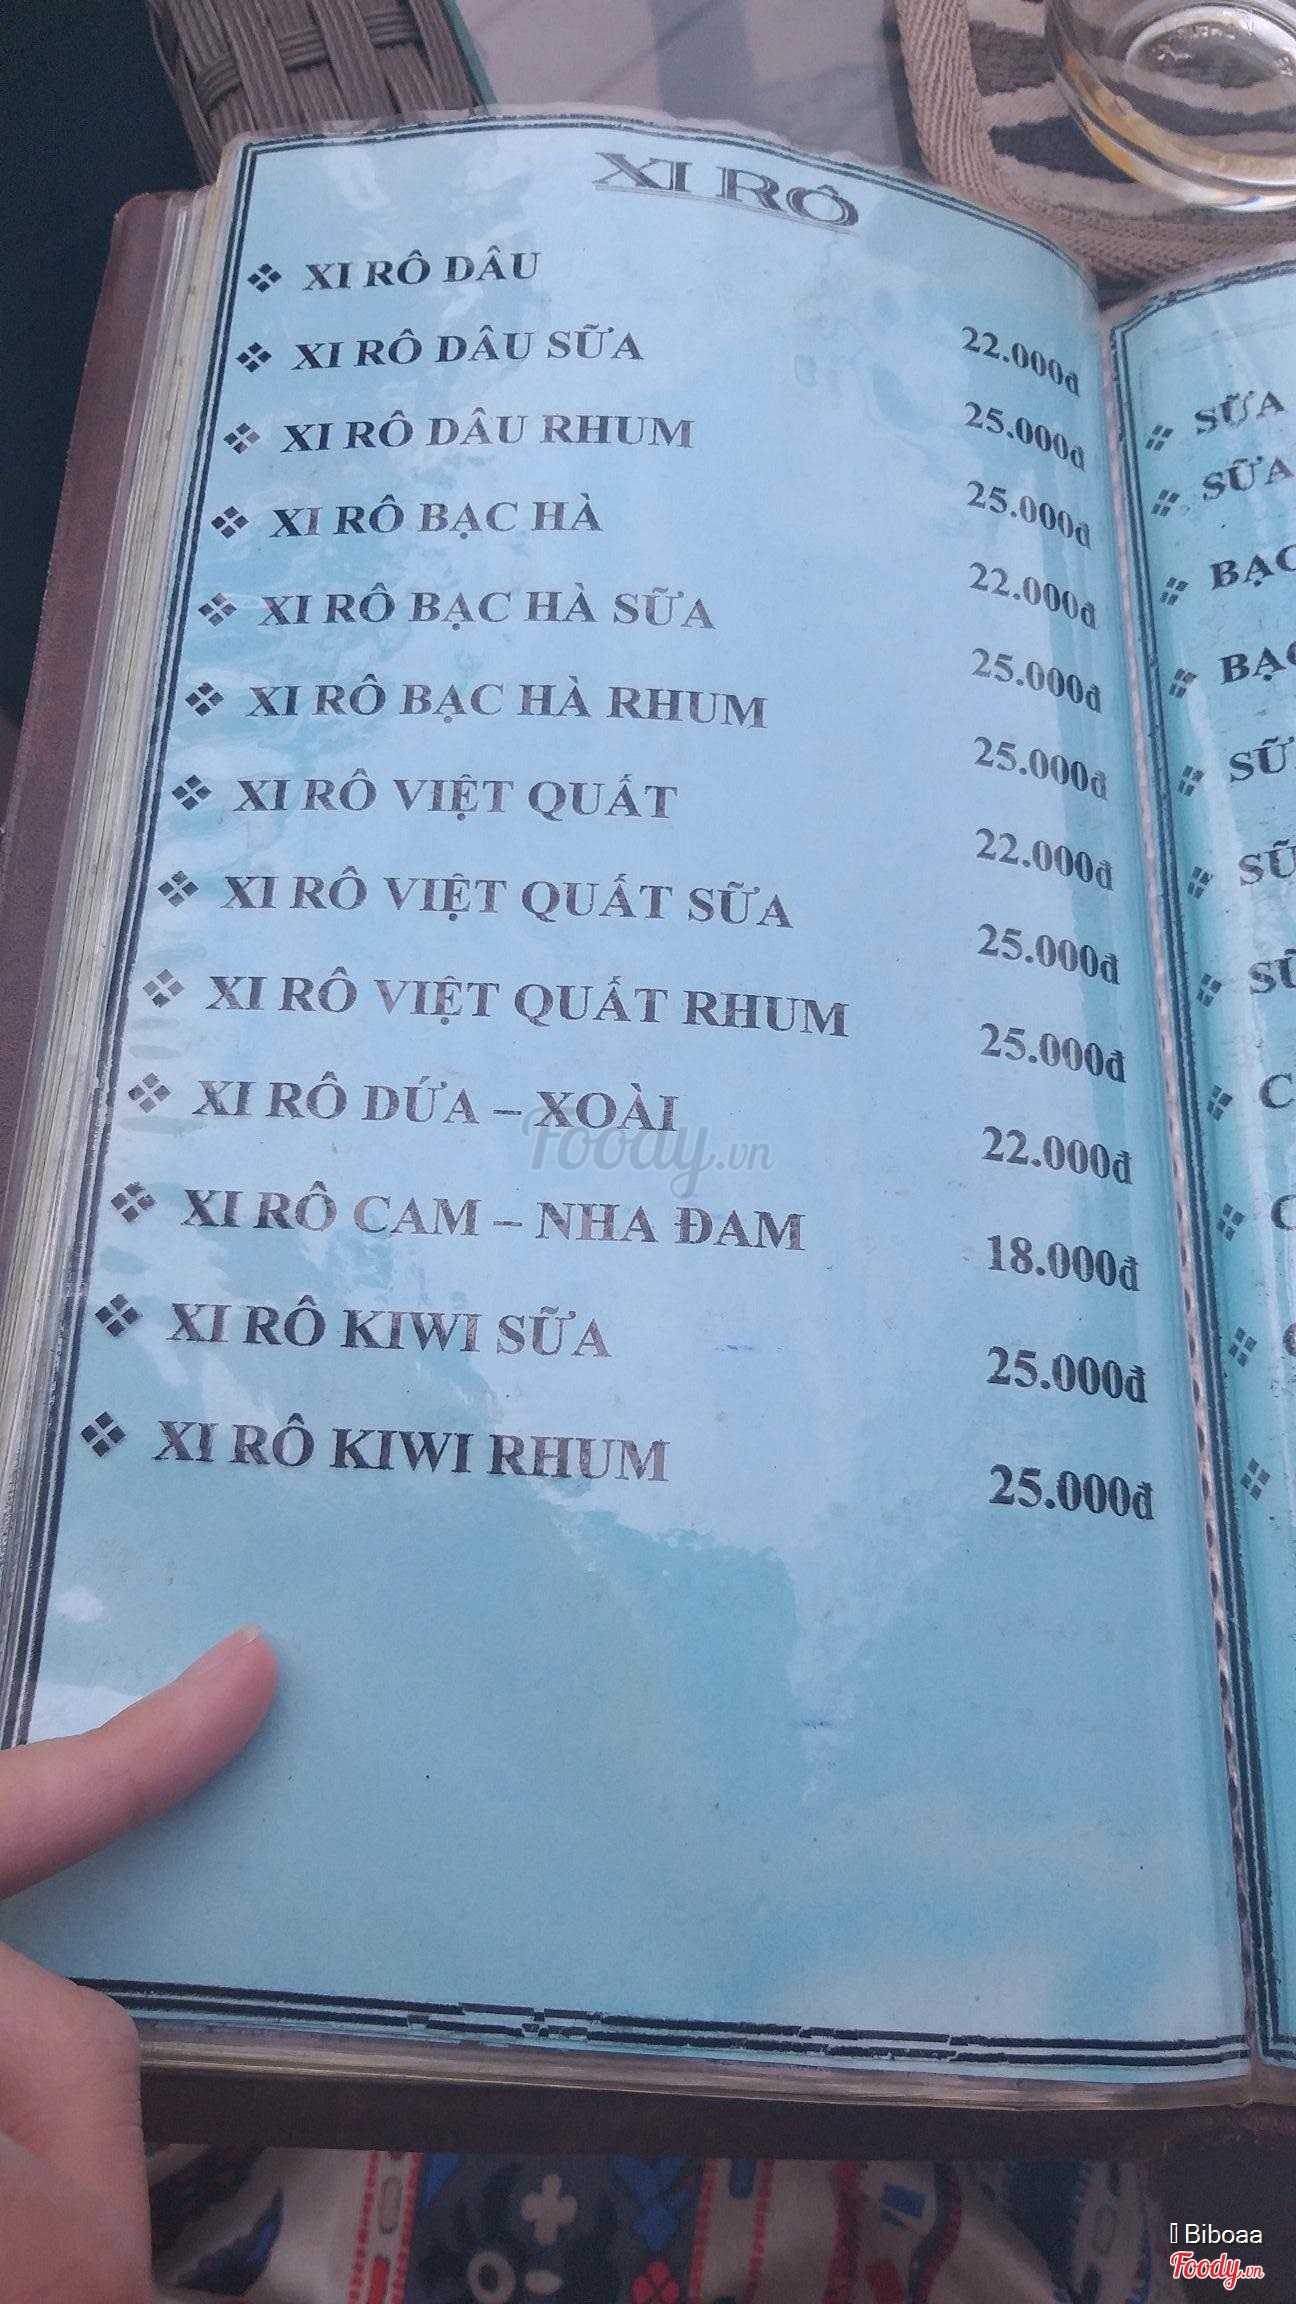 XI RÔ
XI RÔ DÂU 22.000đ
XI RÔ DÂU SỮA 25.000đ
XI RÔ DÂU RHUM 25.000đ
XI RÔ BẠC HÀ 22.000đ
XI RÔ BẠC HÀ SỮA 25.000đ
XI RÔ BẠC HÀ RHUM 25.000đ
XI RÔ VIỆT QUẤT 22.000đ
XI RÔ VIỆT QUẤT SỮA 25.000đ
XI RÔ VIỆT QUẤT RHUM 25.000đ
XI RÔ DỨA – XOÀI 22.000đ
XI RÔ CAM – NHA ĐAM 18.000đ
XI RÔ KIWI SỮA 25.000đ
XI RÔ KIWI RHUM 25.000đ
SỮA
SỮA
Foody.vn
Biboaa
Foody.vn